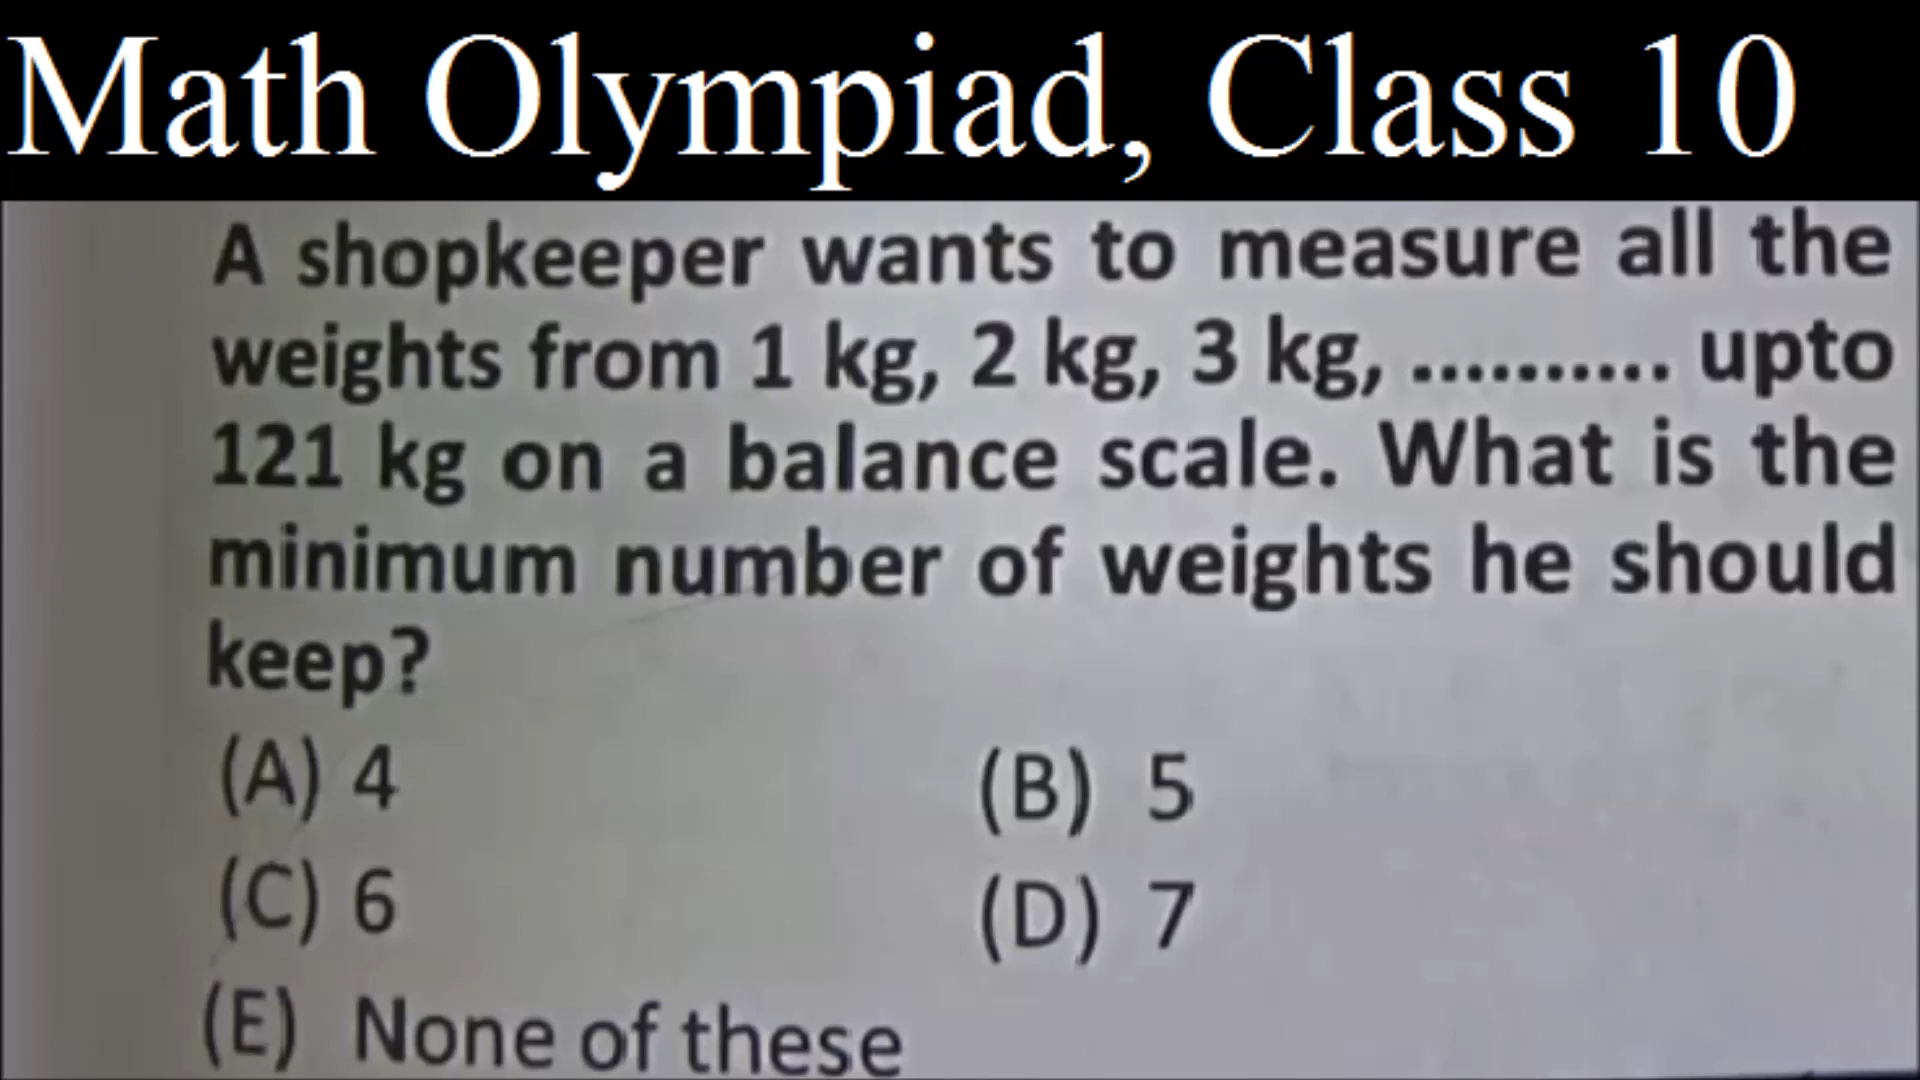 Math Olympiad, Class 10
A shopkeeper wants to measure all the
weights from 1 kg, 2 kg, 3 kg, .......... upto
121 kg on a balance scale. What is the
minimum number of weights he should
keep?
(A) 4 (B) 5
(C) 6 (D) 7
(E) None of these